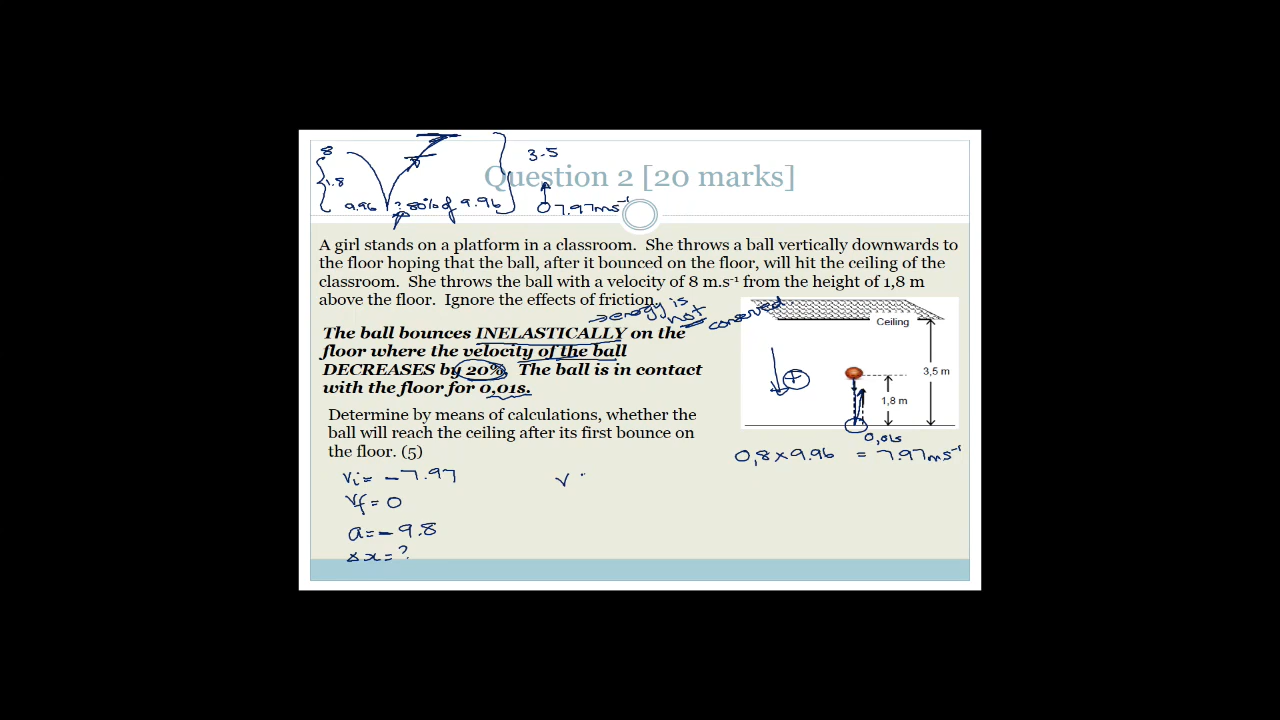 8
1.8
9.96 ? 80% of 9.96
3.5
7.97ms⁻¹
Question 2 [20 marks]
A girl stands on a platform in a classroom. She throws a ball vertically downwards to
the floor hoping that the ball, after it bounced on the floor, will hit the ceiling of the
classroom. She throws the ball with a velocity of 8 m.s⁻¹ from the height of 1,8 m
above the floor. Ignore the effects of friction.
→ energy is
not conserved
The ball bounces INELASTICALLY on the
floor where the velocity of the ball
DECREASES by 20%. The ball is in contact
with the floor for 0,01s.
Ceiling
3,5 m
+
1,8 m
0,01s
Determine by means of calculations, whether the
ball will reach the ceiling after its first bounce on
the floor. (5)
0,8 × 9.96 = 7.97ms⁻¹
vi = -7.97
v
vf = 0
a = -9.8
Δx = ?